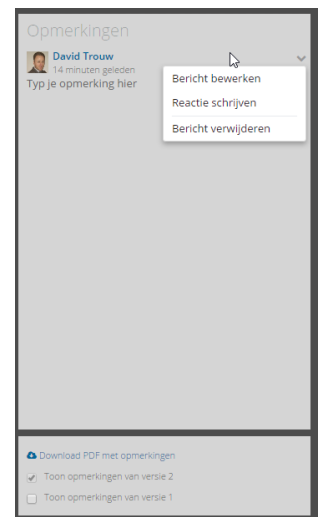 Opmerkingen
David Trouw
14 minuten geleden
Typ je opmerking hier
Bericht bewerken
Reactie schrijven
Bericht verwijderen
Download PDF met opmerkingen
Toon opmerkingen van versie 2
Toon opmerkingen van versie 1